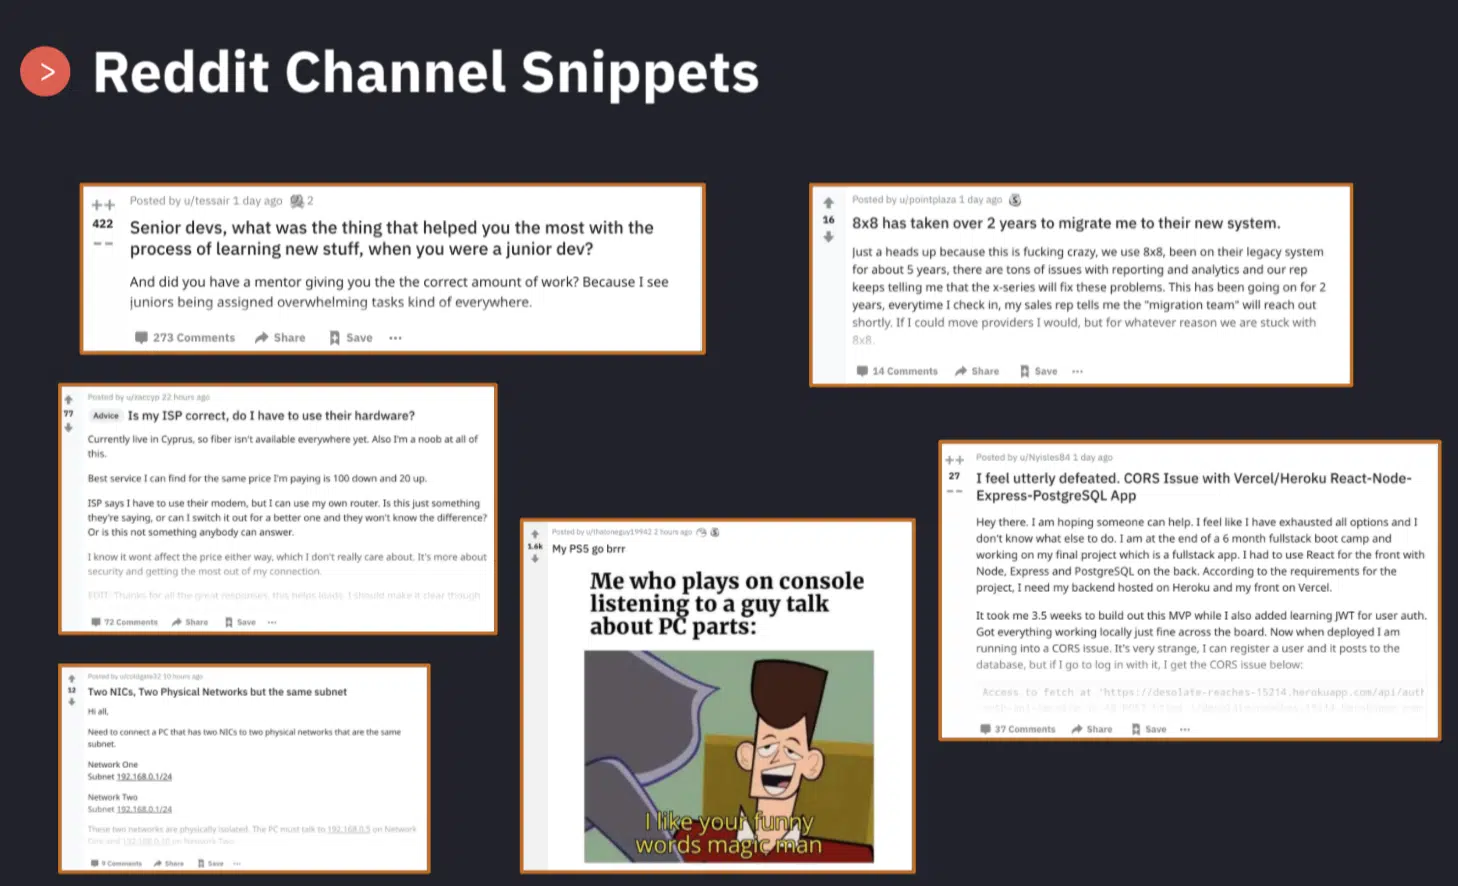 >
Reddit Channel Snippets
Posted by u/tessair 1 day ago 2
422
Senior devs, what was the thing that helped you the most with the
process of learning new stuff, when you were a junior dev?
And did you have a mentor giving you the the correct amount of work? Because I see
juniors being assigned overwhelming tasks kind of everywhere.
273 Comments Share Save ...
Posted by u/pointplaza 1 day ago
16
8x8 has taken over 2 years to migrate me to their new system.
Just a heads up because this is fucking crazy, we use 8x8, been on their legacy system
for about 5 years, there are tons of issues with reporting and analytics and our rep
keeps telling me that the x-series will fix these problems. This has been going on for 2
years, everytime I check in, my sales rep tells me the "migration team" will reach out
shortly. If I could move providers I would, but for whatever reason we are stuck with
8x8.
14 Comments Share Save ...
Posted by u/zaccyp 22 hours ago
77
Advice Is my ISP correct, do I have to use their hardware?
Currently live in Cyprus, so fiber isn't available everywhere yet. Also I'm a noob at all of
this.
Best service I can find for the same price I'm paying is 100 down and 20 up.
ISP says I have to use their modem, but I can use my own router. Is this just something
they're saying, or can I switch it out for a better one and they won't know the difference?
Or is this not something anybody can answer.
I know it wont affect the price either way, which I don't really care about. It's more about
security and getting the most out of my connection.
EDIT: Thanks for all the great responses, this helps loads. I should make it clear though
72 Comments Share Save ...
Posted by 10 hours ago
12
Two NICs, Two Physical Networks but the same subnet
Hi all,
Need to connect a PC that has two NICs to two physical networks that are the same
subnet.
Network One
Subnet 192.168.0.1/24
Network Two
Subnet 192.168.0.1/24
These two networks are physically isolated. The PC must talk to 192.168.0.5 on Network
One and 192.168.0.10 on Network Two.
9 Comments Share Save ...
Posted by 2 hours ago
1.6k
My PS5 go brrr
Me who plays on console
listening to a guy talk
about PC parts:
I like your funny
words magic man
Posted by u/Nyisles84 1 day ago
27
I feel utterly defeated. CORS Issue with Vercel/Heroku React-Node-
Express-PostgreSQL App
Hey there. I am hoping someone can help. I feel like I have exhausted all options and I
don't know what else to do. I am at the end of a 6 month fullstack boot camp and
working on my final project which is a fullstack app. I had to use React for the front with
Node, Express and PostgreSQL on the back. According to the requirements for the
project, I need my backend hosted on Heroku and my front on Vercel.
It took me 3.5 weeks to build out this MVP while I also added learning JWT for user auth.
Got everything working locally just fine across the board. Now when deployed I am
running into a CORS issue. It's very strange, I can register a user and it posts to the
database, but if I go to log in with it, I get the CORS issue below:
Access to fetch at 'https://desolate-reaches-15214.herokuapp.com/api/auth
37 Comments Share Save ...